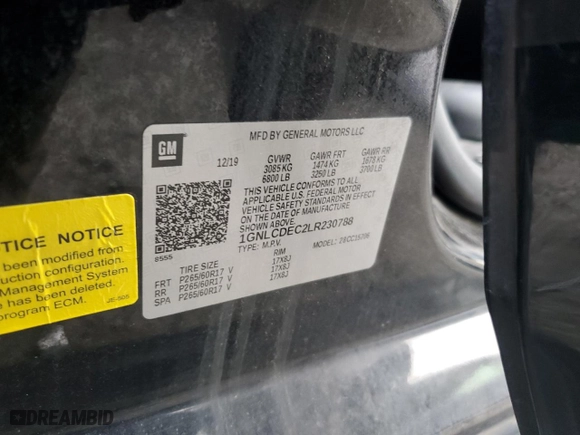 GM
MFD BY GENERAL MOTORS LLC
12/19
GVWR GAWR FRT GAWR RR
3085 KG 1474 KG 1678 KG
6800 LB 3250 LB 3700 LB
THIS VEHICLE CONFORMS TO ALL
APPLICABLE U.S. FEDERAL MOTOR
VEHICLE SAFETY STANDARDS IN EFFECT
ON THE DATE OF MANUFACTURE
SHOWN ABOVE.
1GNLCDEC2LR230788
TYPE: M.P.V. MODEL:
8555
TIRE SIZE RIM
FRT P265/60R17 V 17X8J
RR P265/60R17 V 17X8J
SPA P265/60R17 V 17X8J
TICE NOTICE
been modified from
uction configuration.
Management System
has been deleted.
program ECM.
DREAMBID